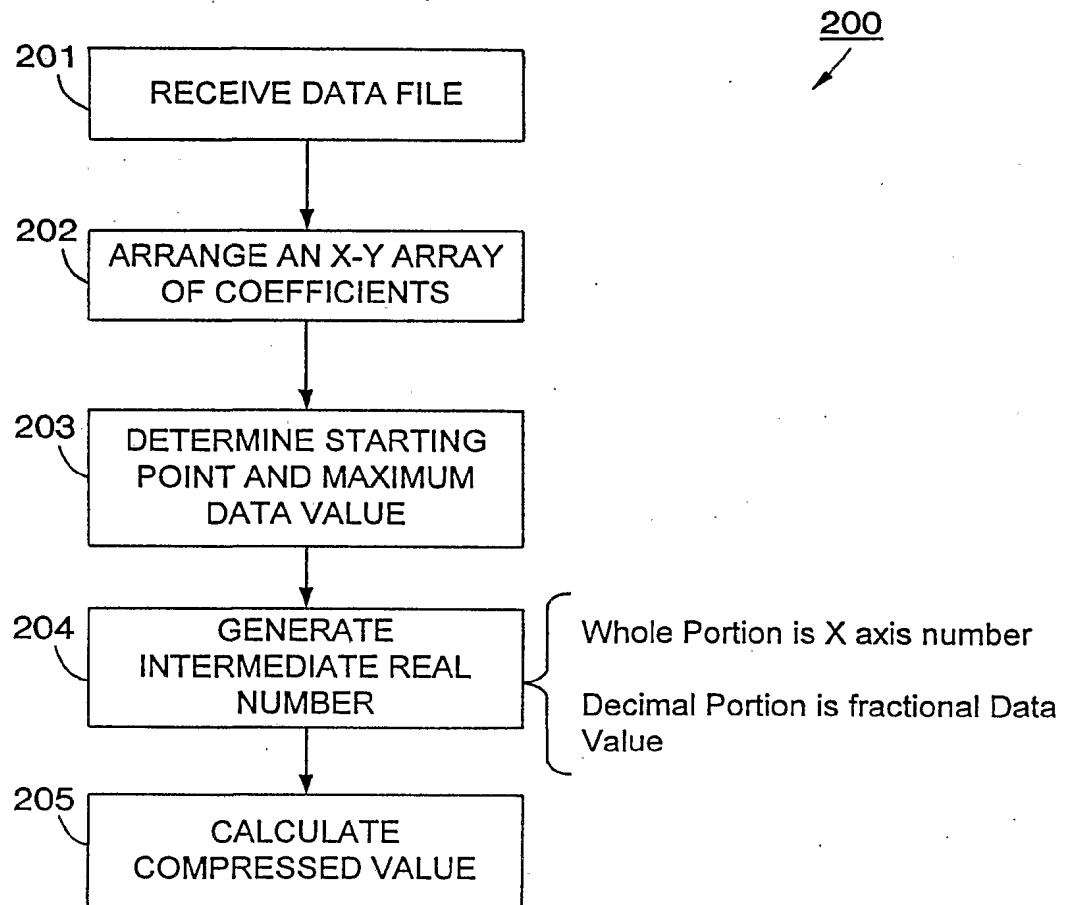 200
201
RECEIVE DATA FILE
202
ARRANGE AN X-Y ARRAY
OF COEFFICIENTS
203
DETERMINE STARTING
POINT AND MAXIMUM
DATA VALUE
204
GENERATE
INTERMEDIATE REAL
NUMBER
Whole Portion is X axis number
Decimal Portion is fractional Data
Value
205
CALCULATE
COMPRESSED VALUE